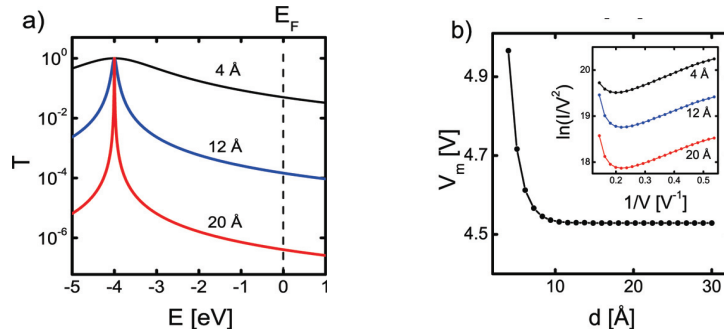 a)
E_F
10^0
10^-2
10^-4
10^-6
T
4 Å
12 Å
20 Å
-5 -4 -3 -2 -1 0 1
E [eV]
b)
4.9
4.7
4.5
V_m [V]
10 20 30
d [Å]
20
19
18
ln(I/V^2)
4 Å
12 Å
20 Å
0.1 0.2 0.3 0.4 0.5
1/V [V^-1]